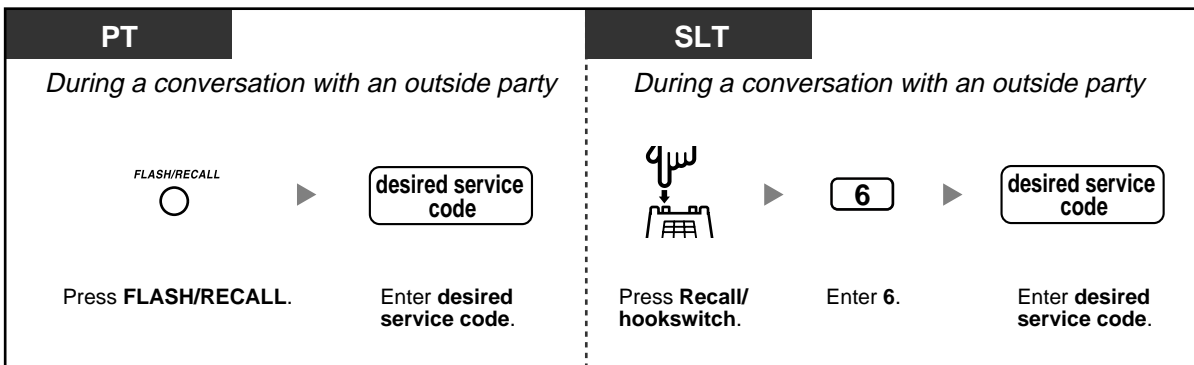 PT
During a conversation with an outside party
FLASH/RECALL
desired service
code
Press FLASH/RECALL.
Enter desired
service code.
SLT
During a conversation with an outside party
6
desired service
code
Press Recall/
hookswitch.
Enter 6.
Enter desired
service code.